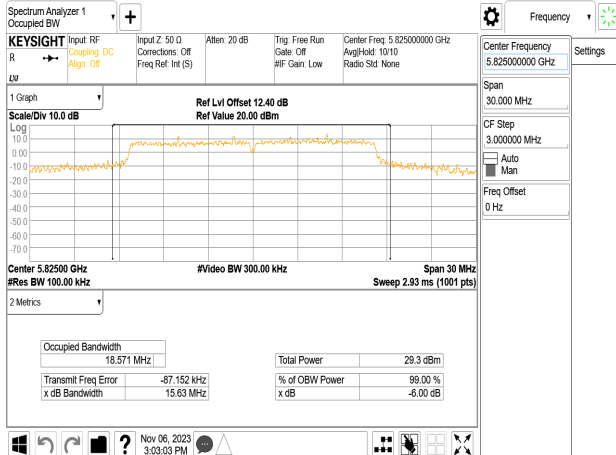 Spectrum Analyzer 1
Occupied BW
Frequency
KEYSIGHT
R
Input: RF
Coupling: DC
Align: Off
Input Z: 50 Ω
Corrections: Off
Freq Ref: Int (S)
Atten: 20 dB
Trig: Free Run
Gate: Off
#IF Gain: Low
Center Freq: 5.825000000 GHz
Avg|Hold: 10/10
Radio Std: None
Center Frequency
5.825000000 GHz
Settings
Span
30.000 MHz
CF Step
3.000000 MHz
Auto
Man
Freq Offset
0 Hz
1 Graph
Scale/Div 10.0 dB
Ref Lvl Offset 12.40 dB
Ref Value 20.00 dBm
Log
10.0
0.00
-10.0
-20.0
-30.0
-40.0
-50.0
-60.0
-70.0
Center 5.82500 GHz
#Video BW 300.00 kHz
Span 30 MHz
#Res BW 100.00 kHz
Sweep 2.93 ms (1001 pts)
2 Metrics
Occupied Bandwidth
18.571 MHz
Total Power 29.3 dBm
Transmit Freq Error -87.152 kHz
% of OBW Power 99.00 %
x dB Bandwidth 15.63 MHz
x dB -6.00 dB
?
Nov 06, 2023
3:03:03 PM